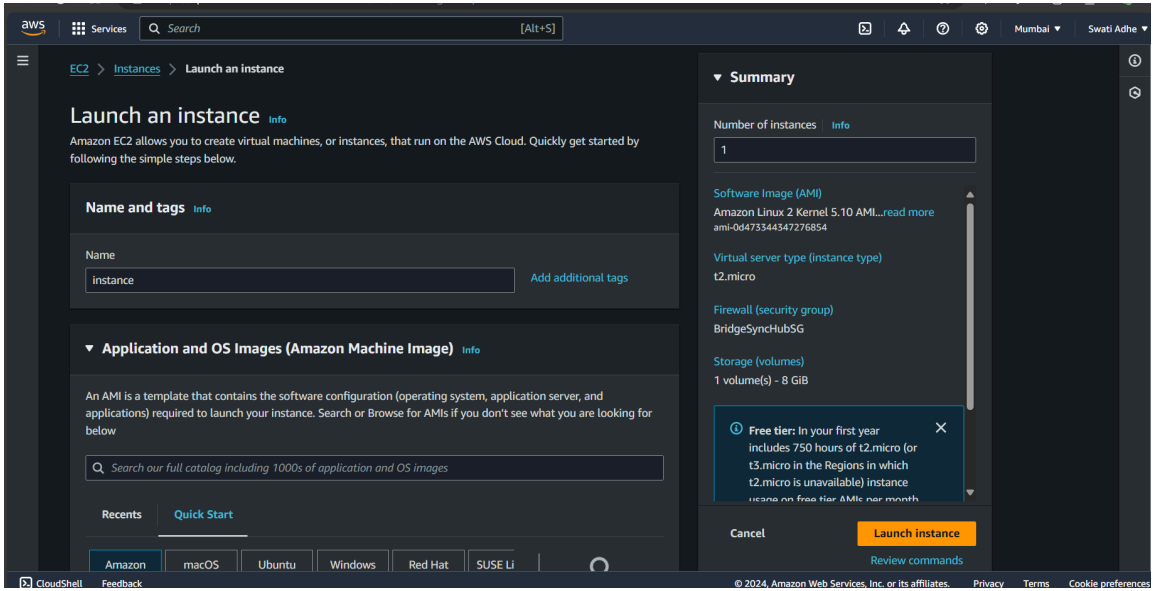 aws
Services
Search
[Alt+S]
Mumbai
Swati Adhe
EC2 > Instances > Launch an instance
Launch an instance Info
Amazon EC2 allows you to create virtual machines, or instances, that run on the AWS Cloud. Quickly get started by
following the simple steps below.
Name and tags Info
Name
instance
Add additional tags
Application and OS Images (Amazon Machine Image) Info
An AMI is a template that contains the software configuration (operating system, application server, and
applications) required to launch your instance. Search or Browse for AMIs if you don't see what you are looking for
below
Search our full catalog including 1000s of application and OS images
Recents
Quick Start
Amazon
macOS
Ubuntu
Windows
Red Hat
SUSE Li
Summary
Number of instances Info
1
Software Image (AMI)
Amazon Linux 2 Kernel 5.10 AMI...read more
ami-0d473344347276854
Virtual server type (instance type)
t2.micro
Firewall (security group)
BridgeSyncHubSG
Storage (volumes)
1 volume(s) - 8 GiB
Free tier: In your first year
includes 750 hours of t2.micro (or
t3.micro in the Regions in which
t2.micro is unavailable) instance
usage on free tier AMIs per month
Cancel
Launch instance
Review commands
CloudShell
Feedback
© 2024, Amazon Web Services, Inc. or its affiliates.
Privacy
Terms
Cookie preferences